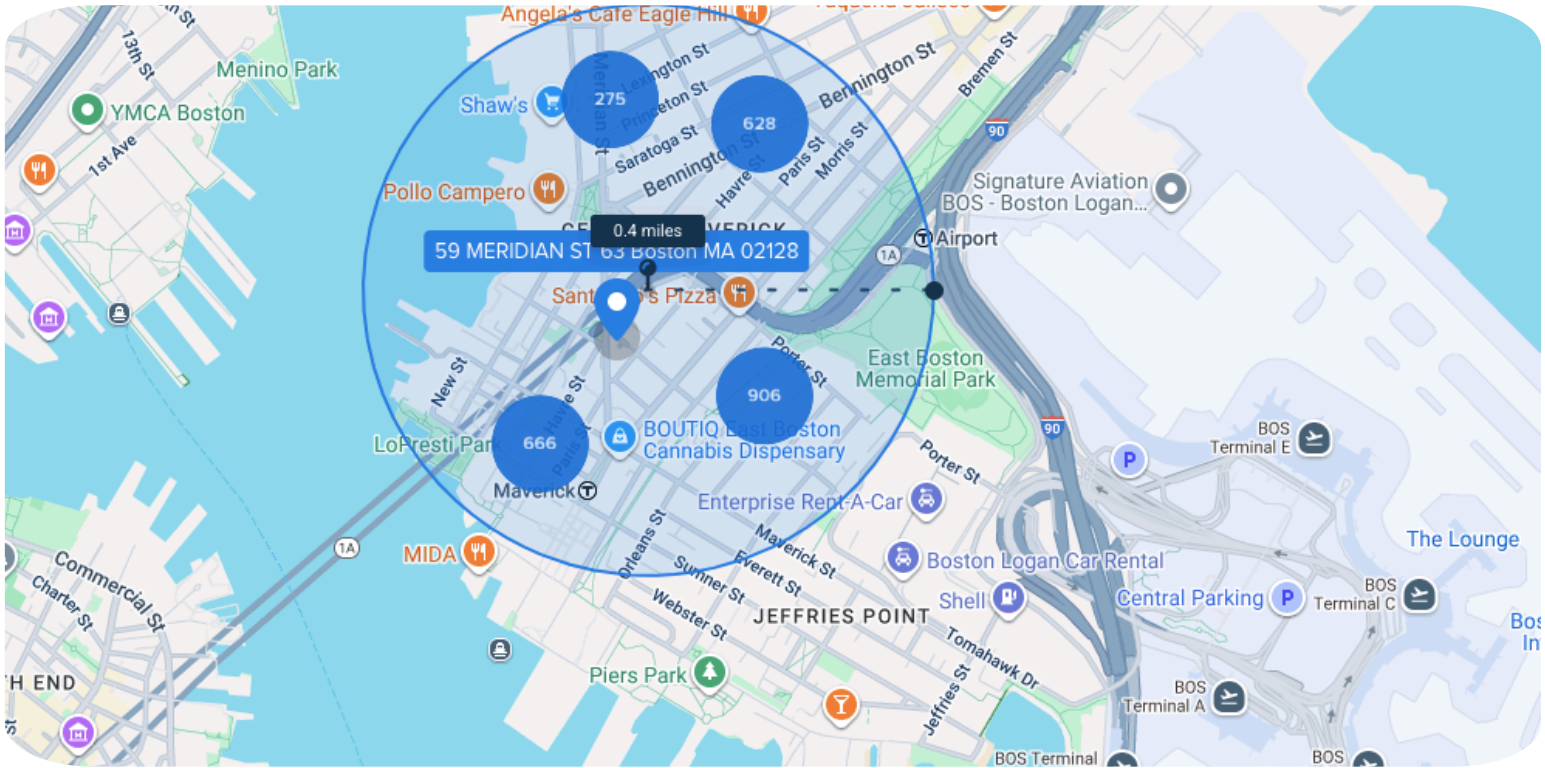 Angela's Cafe Eagle Hill
13th St
Menino Park
YMCA Boston
1st Ave
Shaw's
275
Meridian St
Lexington St
Princeton St
Saratoga St
628
Bennington St
Bremen St
Bennington St
Havre St
Paris St
Morris St
90
Signature Aviation
BOS - Boston Logan...
Pollo Campero
0.4 miles
59 MERIDIAN ST 63 Boston MA 02128
1A
Airport
Porter St
East Boston
Memorial Park
New St
906
666
Havre St
Paris St
LoPresti Park
BOUTIQ East Boston
Cannabis Dispensary
Maverick
90
BOS
Terminal E
P
Porter St
Enterprise Rent-A-Car
1A
MIDA
Orleans St
Maverick St
Everett St
Sumner St
Webster St
Boston Logan Car Rental
The Lounge
Shell
Central Parking
P
BOS
Terminal C
JEFFRIES POINT
Commercial St
Charter St
Tomahawk Dr
Jeffries St
Piers Park
BOS
Terminal A
BOS Terminal
BOS